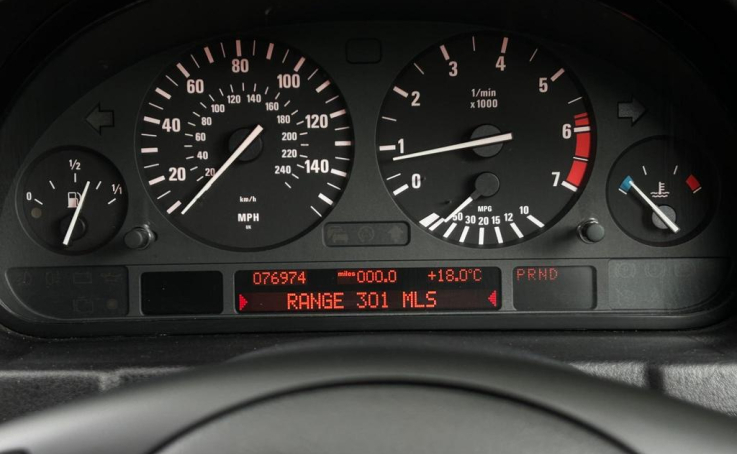 0 1/2 1/1
20 40 60 80 100 120 140
20 40 60 80 100 120 140 160 180 200 220 240
km/h
MPH
0 1 2 3 4 5 6 7
1/min
x1000
MPG
50 30 20 15 12 10
076974 miles 000.0 +18.0°C
PRND
RANGE 301 MLS